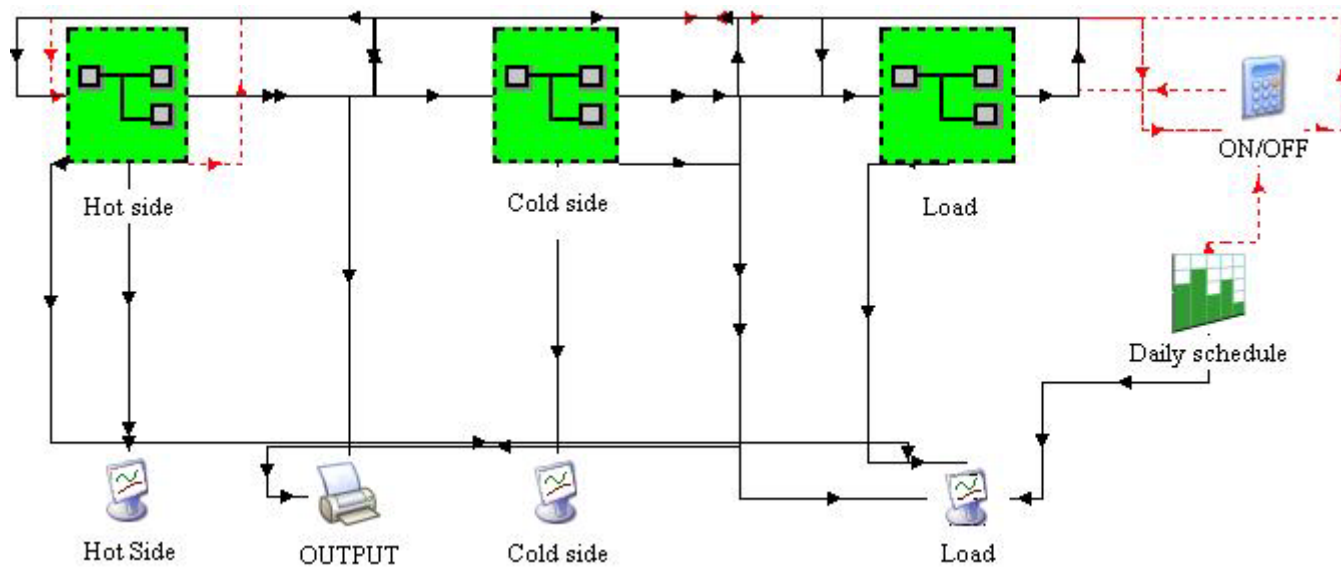 ON/OFF
Hot side
Cold side
Load
Daily schedule
Hot Side
OUTPUT
Cold side
Load